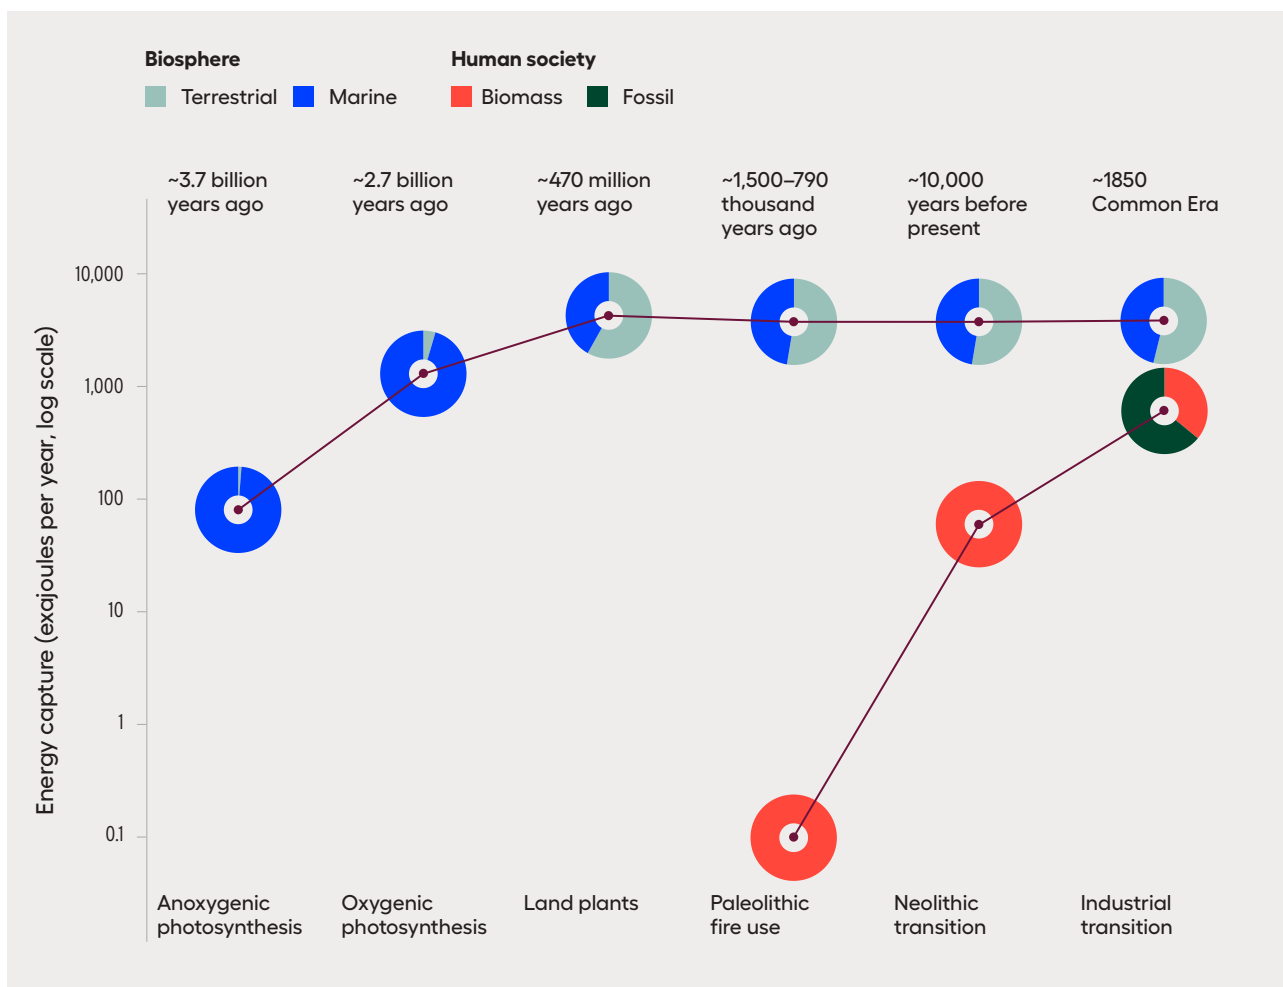 Biosphere
Human society
Terrestrial
Marine
Biomass
Fossil
~3.7 billion
years ago
~2.7 billion
years ago
~470 million
years ago
~1,500–790
thousand
years ago
~10,000
years before
present
~1850
Common Era
Energy capture (exajoules per year, log scale)
10,000
1,000
100
10
1
0.1
Anoxygenic
photosynthesis
Oxygenic
photosynthesis
Land plants
Paleolithic
fire use
Neolithic
transition
Industrial
transition